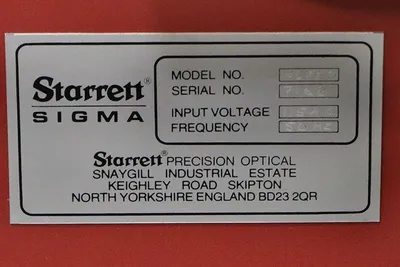 Starrett®
SIGMA
MODEL NO.
SERIAL NO.
INPUT VOLTAGE
FREQUENCY
Starrett® PRECISION OPTICAL
SNAYGILL INDUSTRIAL ESTATE
KEIGHLEY ROAD SKIPTON
NORTH YORKSHIRE ENGLAND BD23 2QR